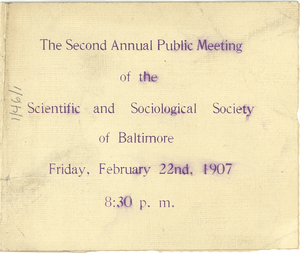 The Second Annual Public Meeting
of the
Scientific and Sociological Society
of Baltimore
Friday, February 22nd, 1907
8:30 p. m.